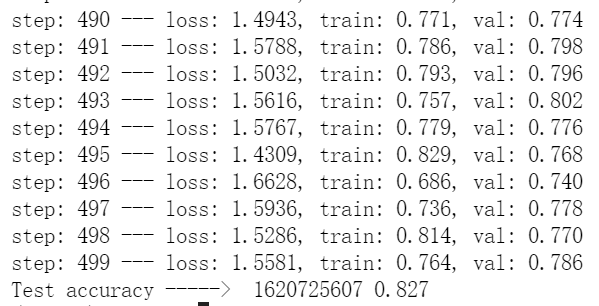 step: 490 --- loss: 1.4943, train: 0.771, val: 0.774
step: 491 --- loss: 1.5788, train: 0.786, val: 0.798
step: 492 --- loss: 1.5032, train: 0.793, val: 0.796
step: 493 --- loss: 1.5616, train: 0.757, val: 0.802
step: 494 --- loss: 1.5767, train: 0.779, val: 0.776
step: 495 --- loss: 1.4309, train: 0.829, val: 0.768
step: 496 --- loss: 1.6628, train: 0.686, val: 0.740
step: 497 --- loss: 1.5936, train: 0.736, val: 0.778
step: 498 --- loss: 1.5286, train: 0.814, val: 0.770
step: 499 --- loss: 1.5581, train: 0.764, val: 0.786
Test accuracy ----->  1620725607 0.827